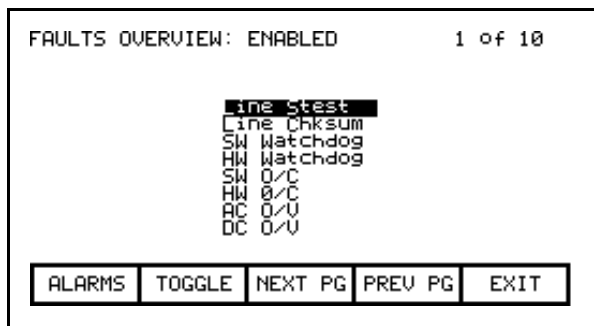 FAULTS OVERVIEW: ENABLED 1 of 10
Line Stest
Line Chksum
SW Watchdog
HW Watchdog
SW O/C
HW 0/C
AC O/V
DC O/V
ALARMS TOGGLE NEXT PG PREV PG EXIT